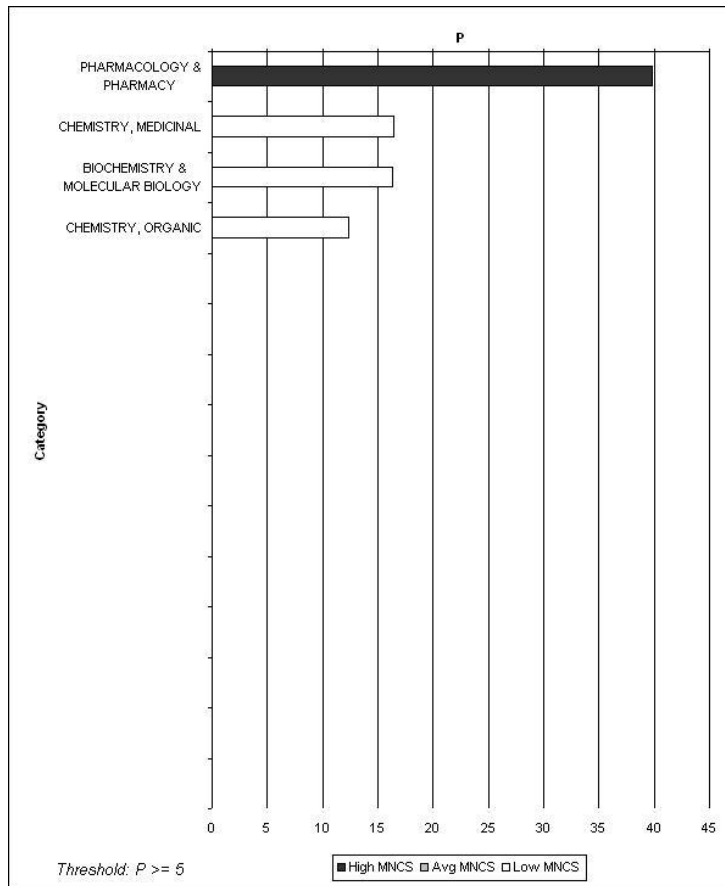 P
PHARMACOLOGY &
PHARMACY
CHEMISTRY, MEDICINAL
BIOCHEMISTRY &
MOLECULAR BIOLOGY
CHEMISTRY, ORGANIC
Category
0 5 10 15 20 25 30 35 40 45
Threshold: P >= 5
High MNCS Avg MNCS Low MNCS